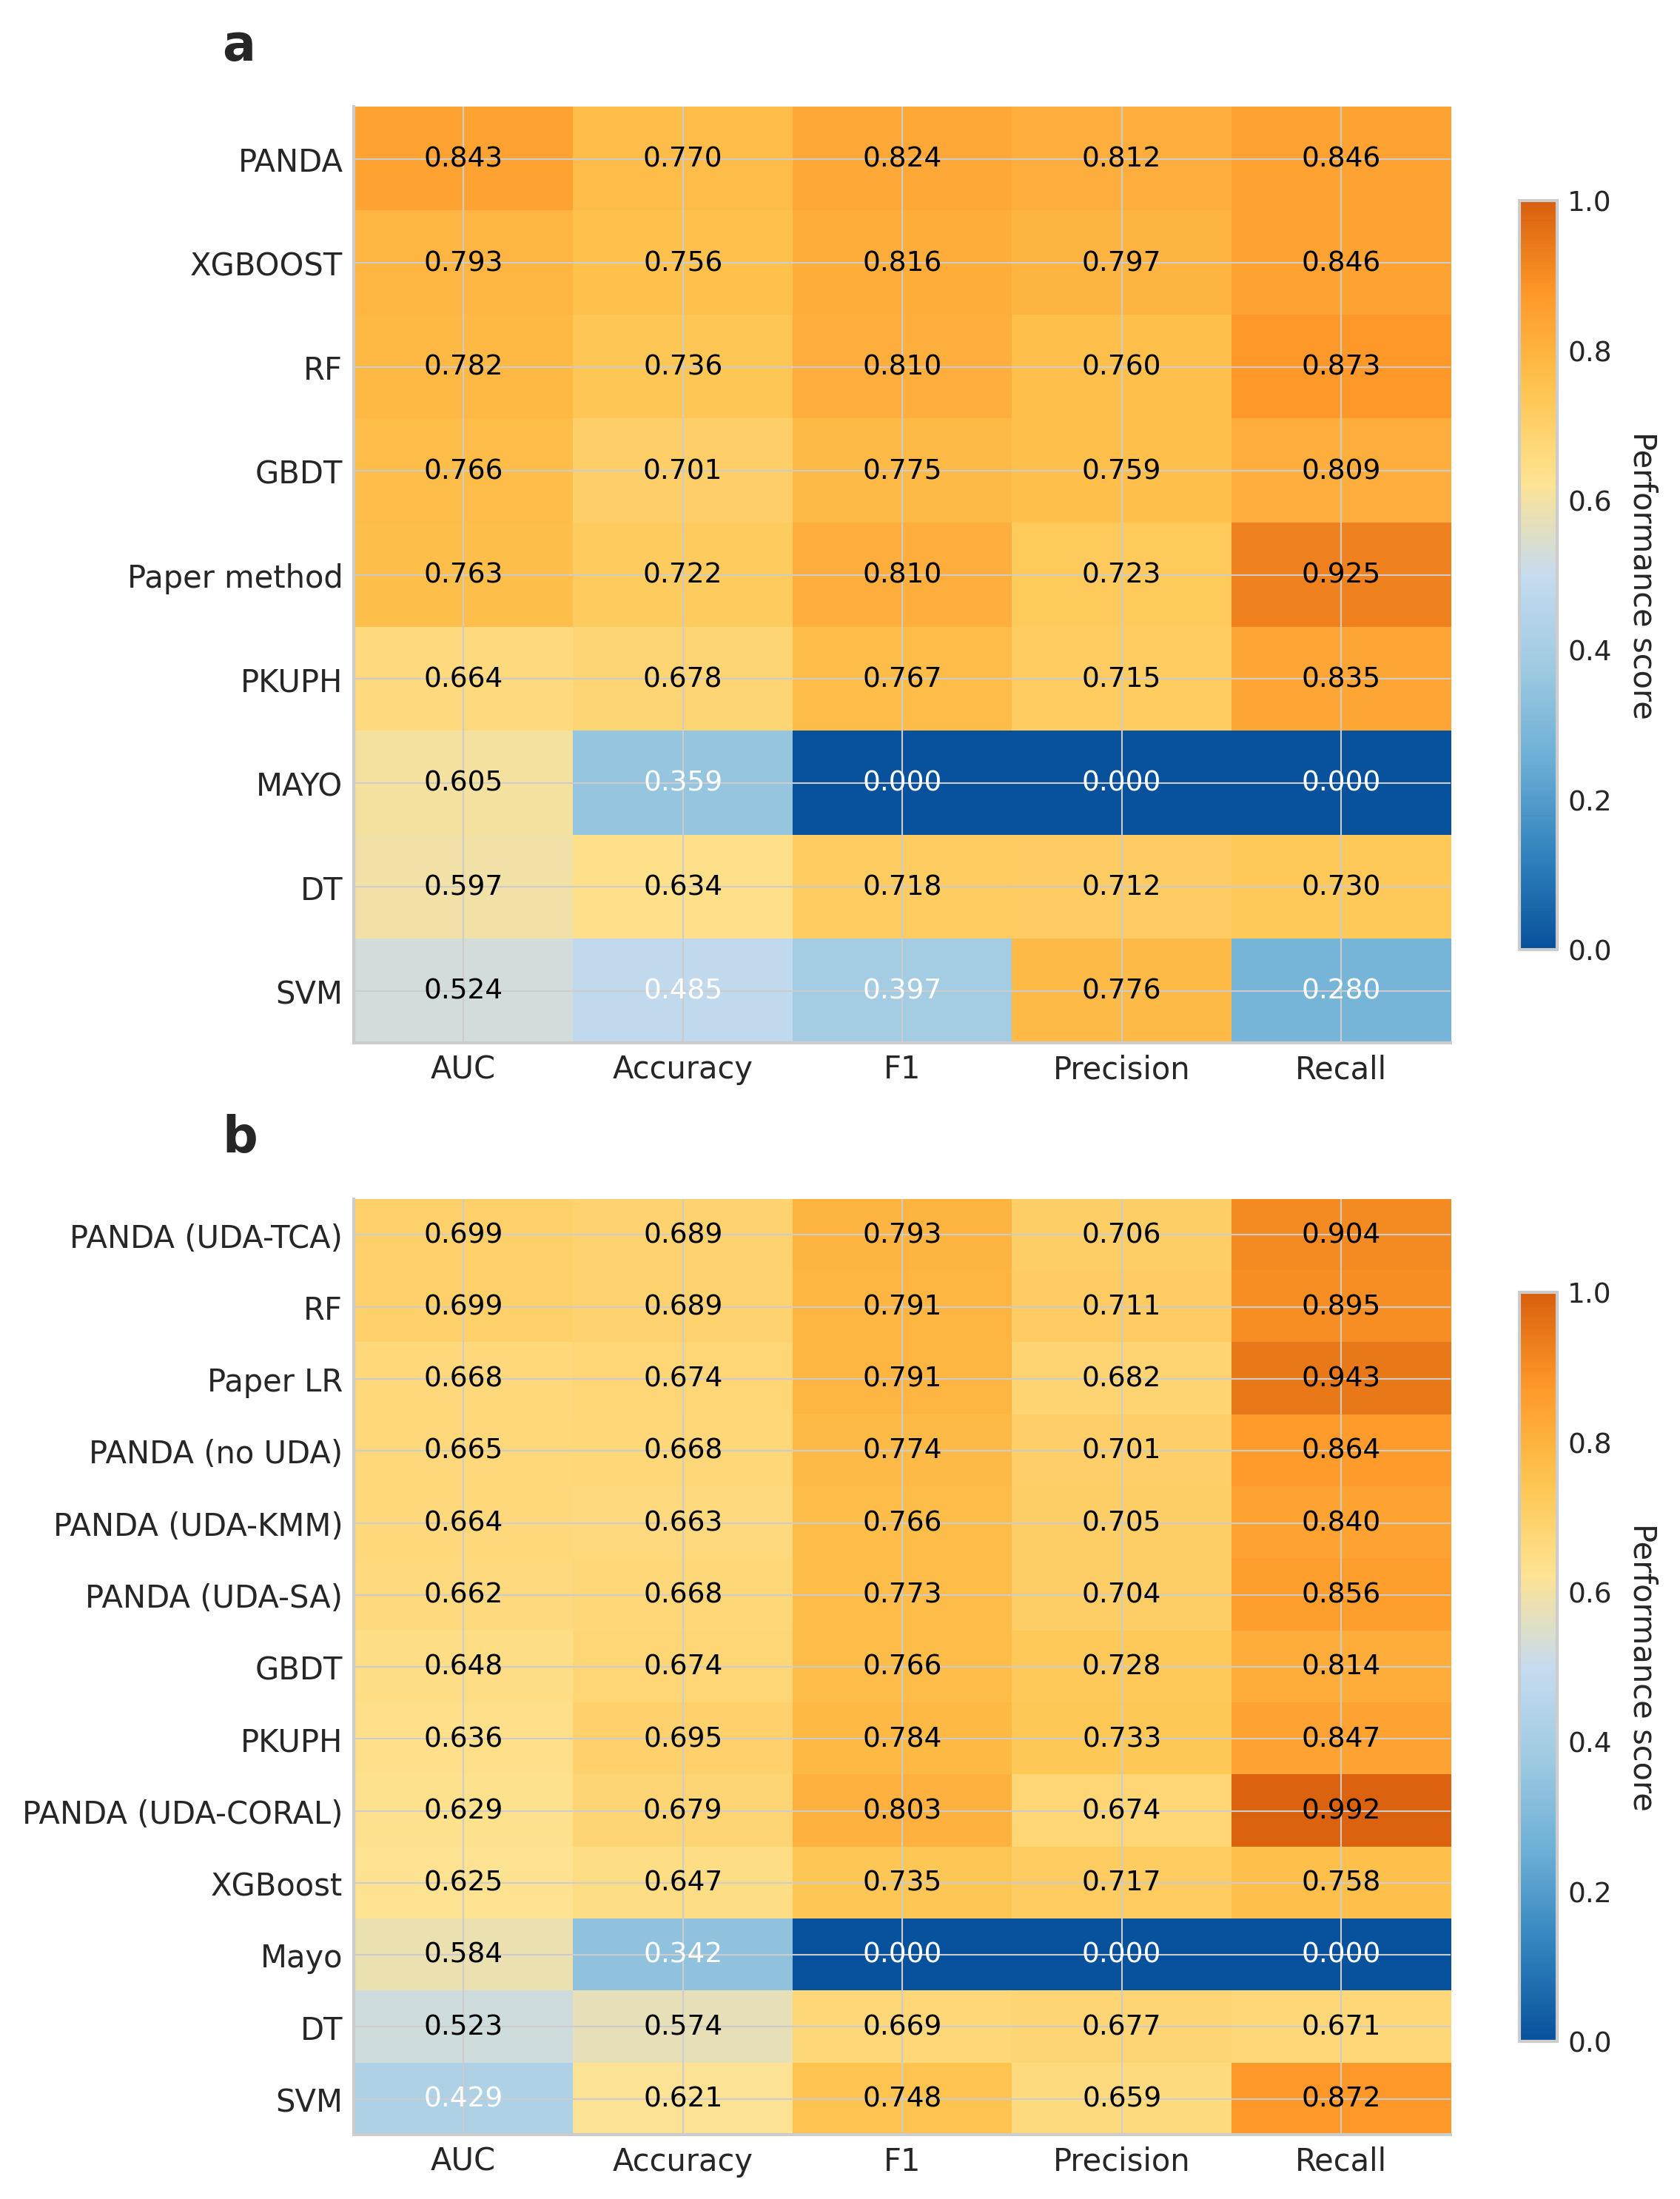 a
PANDA 0.843 0.770 0.824 0.812 0.846
XGBOOST 0.793 0.756 0.816 0.797 0.846
RF 0.782 0.736 0.810 0.760 0.873
GBDT 0.766 0.701 0.775 0.759 0.809
Paper method 0.763 0.722 0.810 0.723 0.925
PKUPH 0.664 0.678 0.767 0.715 0.835
MAYO 0.605 0.359 0.000 0.000 0.000
DT 0.597 0.634 0.718 0.712 0.730
SVM 0.524 0.485 0.397 0.776 0.280
AUC Accuracy F1 Precision Recall
1.0
0.8
0.6
0.4
0.2
0.0
Performance score
b
PANDA (UDA-TCA) 0.699 0.689 0.793 0.706 0.904
RF 0.699 0.689 0.791 0.711 0.895
Paper LR 0.668 0.674 0.791 0.682 0.943
PANDA (no UDA) 0.665 0.668 0.774 0.701 0.864
PANDA (UDA-KMM) 0.664 0.663 0.766 0.705 0.840
PANDA (UDA-SA) 0.662 0.668 0.773 0.704 0.856
GBDT 0.648 0.674 0.766 0.728 0.814
PKUPH 0.636 0.695 0.784 0.733 0.847
PANDA (UDA-CORAL) 0.629 0.679 0.803 0.674 0.992
XGBoost 0.625 0.647 0.735 0.717 0.758
Mayo 0.584 0.342 0.000 0.000 0.000
DT 0.523 0.574 0.669 0.677 0.671
SVM 0.429 0.621 0.748 0.659 0.872
AUC Accuracy F1 Precision Recall
1.0
0.8
0.6
0.4
0.2
0.0
Performance score